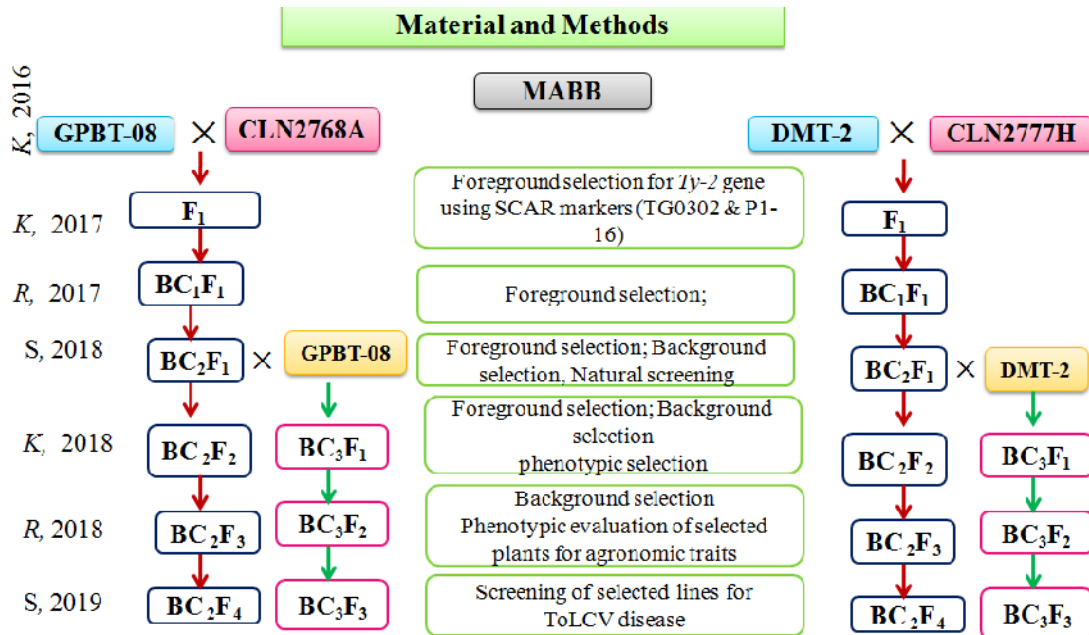 Material and Methods
MABB
K, 2016
GPBT-08 × CLN2768A
DMT-2 × CLN2777H
Foreground selection for Ty-2 gene
using SCAR markers (TG0302 & P1-
16)
K, 2017
F₁
F₁
R, 2017
BC₁F₁
Foreground selection;
BC₁F₁
S, 2018
BC₂F₁ × GPBT-08
Foreground selection; Background
selection, Natural screening
BC₂F₁ × DMT-2
K, 2018
BC₂F₂
BC₃F₁
Foreground selection; Background
selection
phenotypic selection
BC₂F₂
BC₃F₁
R, 2018
BC₂F₃
BC₃F₂
Background selection
Phenotypic evaluation of selected
plants for agronomic traits
BC₂F₃
BC₃F₂
S, 2019
BC₂F₄
BC₃F₃
Screening of selected lines for
ToLCV disease
BC₂F₄
BC₃F₃